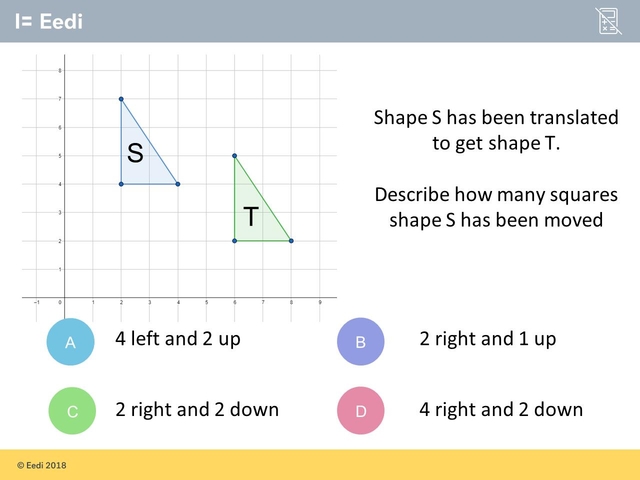 I= Eedi
8
7
6
5
4
3
2
1
-1 0 1 2 3 4 5 6 7 8 9
S
T
Shape S has been translated
to get shape T.
Describe how many squares
shape S has been moved
A 4 left and 2 up
B 2 right and 1 up
C 2 right and 2 down
D 4 right and 2 down
© Eedi 2018